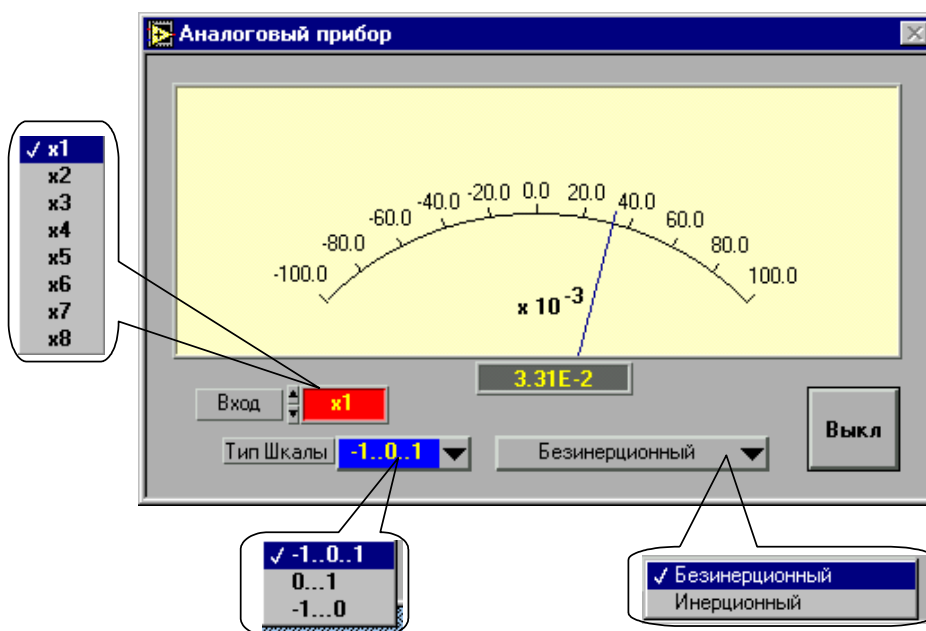 Аналоговый прибор
✓ x1
x2
x3
x4
x5
x6
x7
x8
-100.0 -80.0 -60.0 -40.0 -20.0 0.0 20.0 40.0 60.0 80.0 100.0
x 10 -3
3.31E-2
Вход x1
Выкл
Тип Шкалы -1..0..1 Безинерционный
✓ -1..0..1
0...1
-1...0
✓ Безинерционный
Инерционный